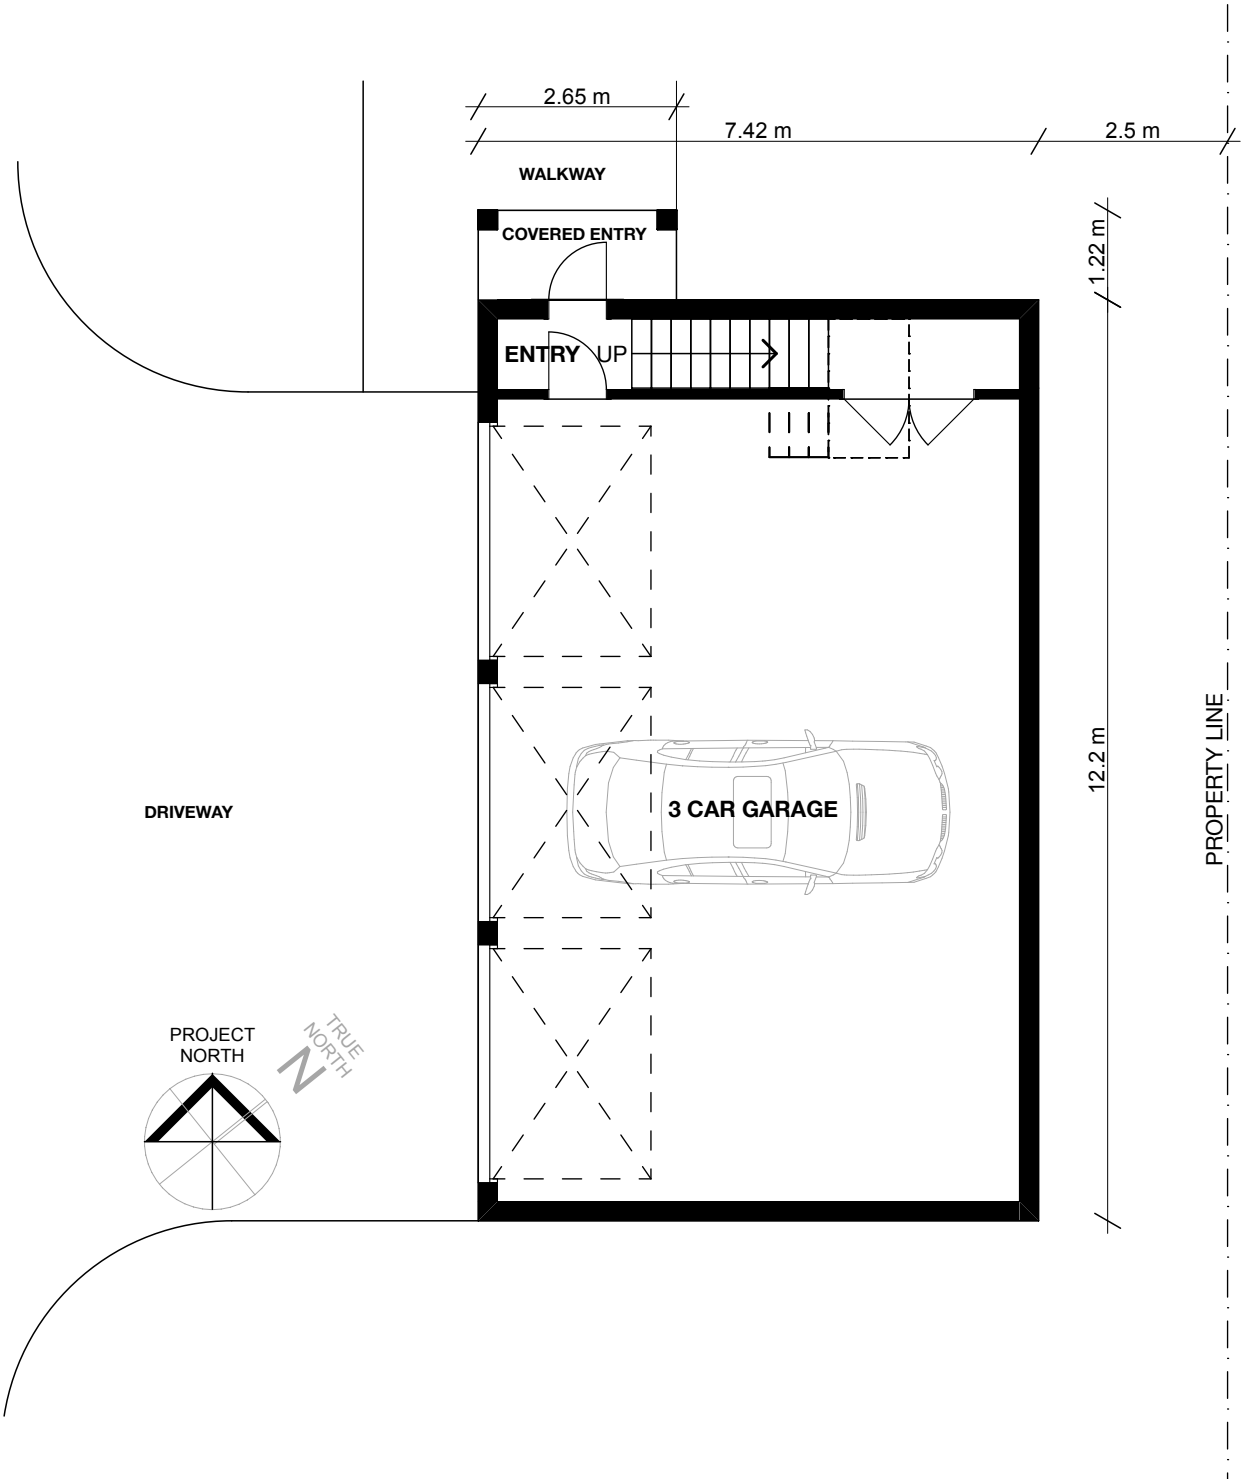 2.65 m
7.42 m
2.5 m
WALKWAY
COVERED ENTRY
1.22 m
ENTRY
UP
12.2 m
PROPERTY LINE
3 CAR GARAGE
DRIVEWAY
PROJECT
NORTH
TRUE
NORTH
N